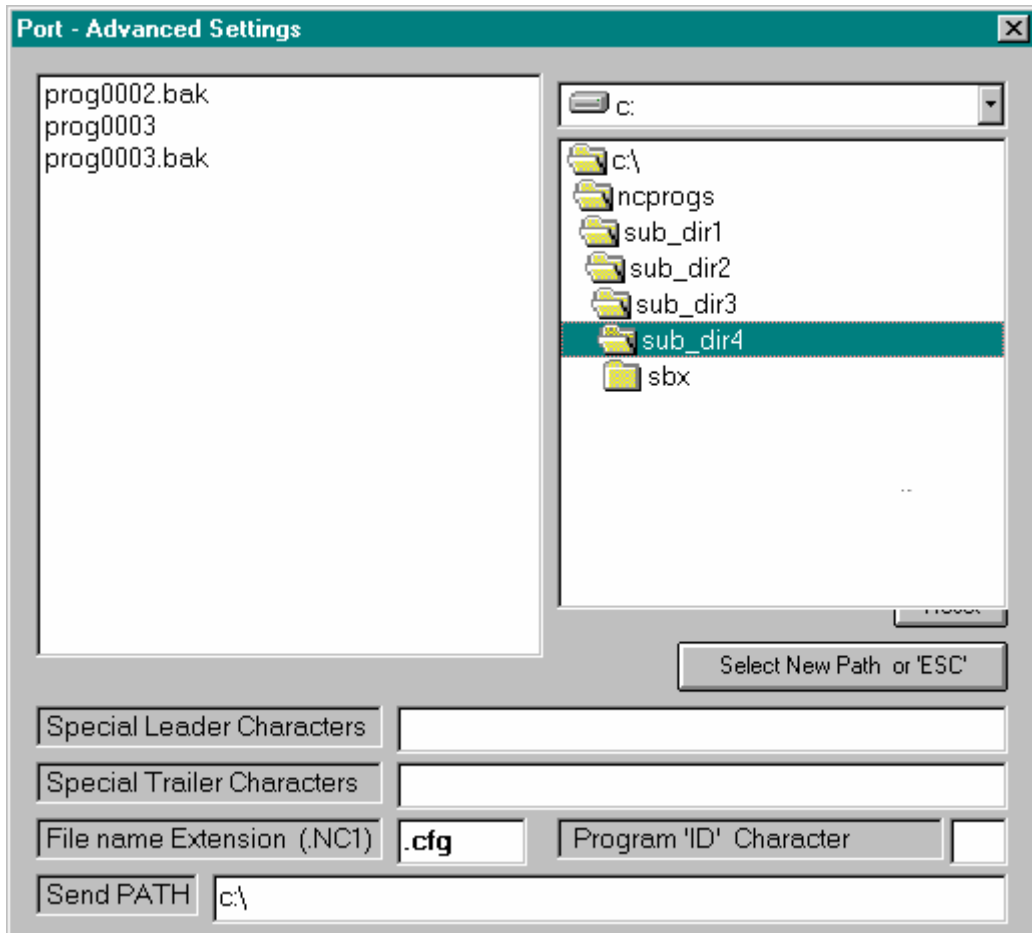 Port - Advanced Settings
prog0002.bak
prog0003
prog0003.bak
c:
c:\
ncprogs
sub_dir1
sub_dir2
sub_dir3
sub_dir4
sbx
Select New Path or 'ESC'
Special Leader Characters
Special Trailer Characters
File name Extension (.NC1) .cfg Program 'ID' Character
Send PATH c:\